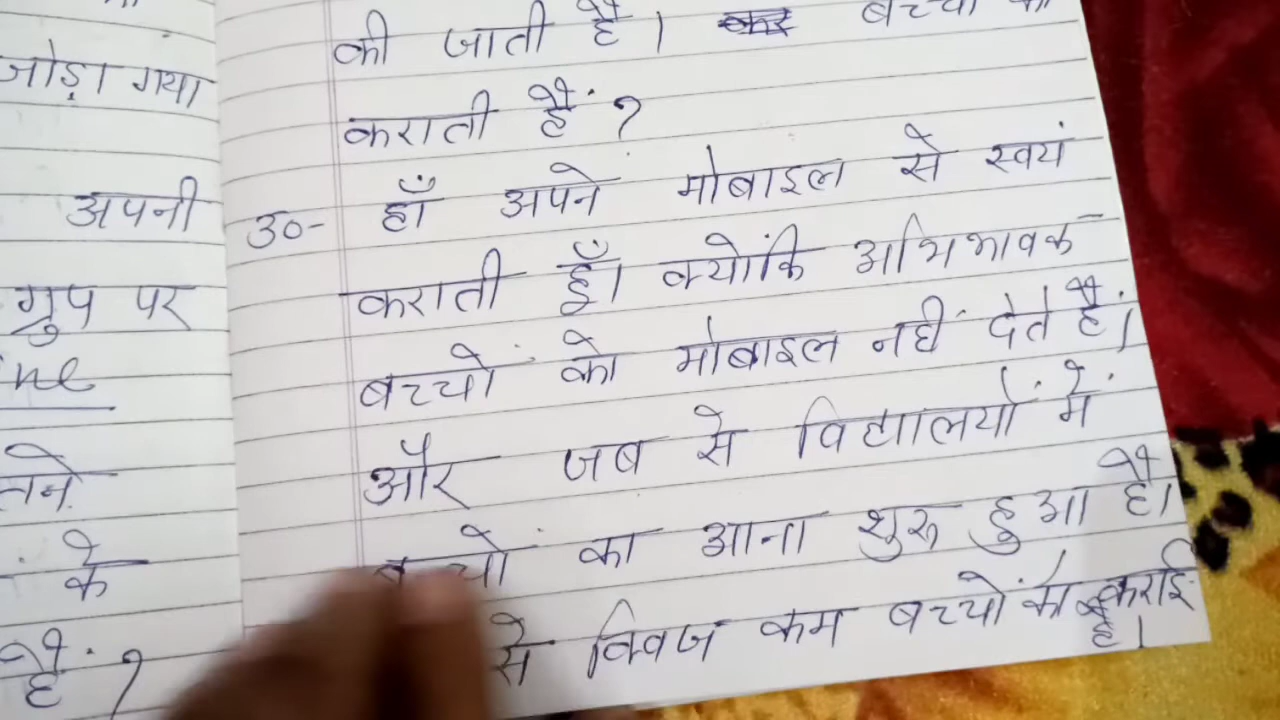 जोड़ा गया
अपनी
ग्रुप पर
के
है ?
की जाती है। बच्चों
कराती हैं ?
उ०- हाँ अपने मोबाइल से स्वयं
कराती हूँ। क्योंकि अभिभावक
बच्चों को मोबाइल नहीं देते हैं।
और जब से विद्यालयों में
बच्चों का आना शुरू हुआ है।
से क्विज कम बच्चों को कराई
है।